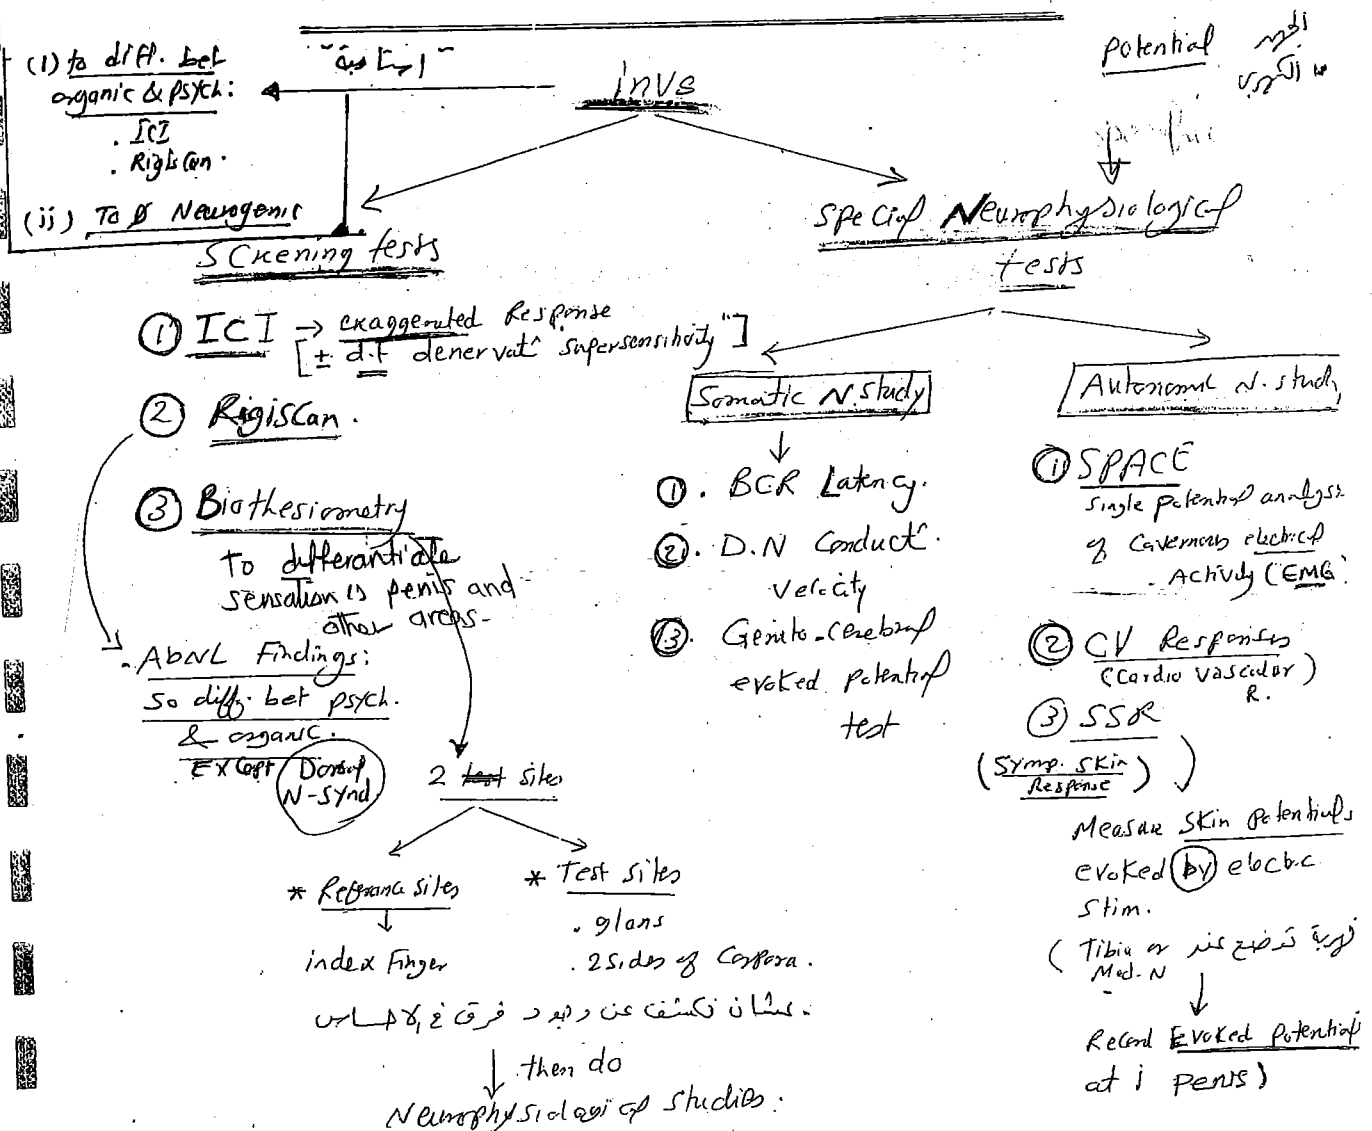 invs
(i) to diff. bet
organic & psych:
. ICI
. Rigiscan.
(ii) To Ø Neurogenic
Potential
Screening tests
① ICI → exaggerated Response
[± d.t denervat^ supersensitivity"]
② Rigiscan.
③ Biothesiometry
To differantiate
sensation is penis and
other areas-
. AbNL Findings:
So diff. bet psych.
& organic.
Except Dorsal
N-Synd
2 sites
* Reference sites
index Finger
* Test sites
. glans
. 2 sides of Corpora.
عشان نكشف عن وجود فرق في الاحساس.
then do
Neurophysiological studies.
Special Neurophysiological
tests
Somatic N. Study
①. BCR Latency.
②. D.N Conduct^.
Velocity
③. Genito-cerebral
evoked potential
test
Autonomic N. study
① SPACE
Single potential analysis
of Cavernous electrical
Activity (EMG)
② CV Responses
(Cardio Vascular)
R.
③ SSR
(Symp. Skin
Response)
Measure Skin potentials
evoked by electric
Stim.
(Tibia or توضع عند
Med. N
Record Evoked Potential
at i penis)